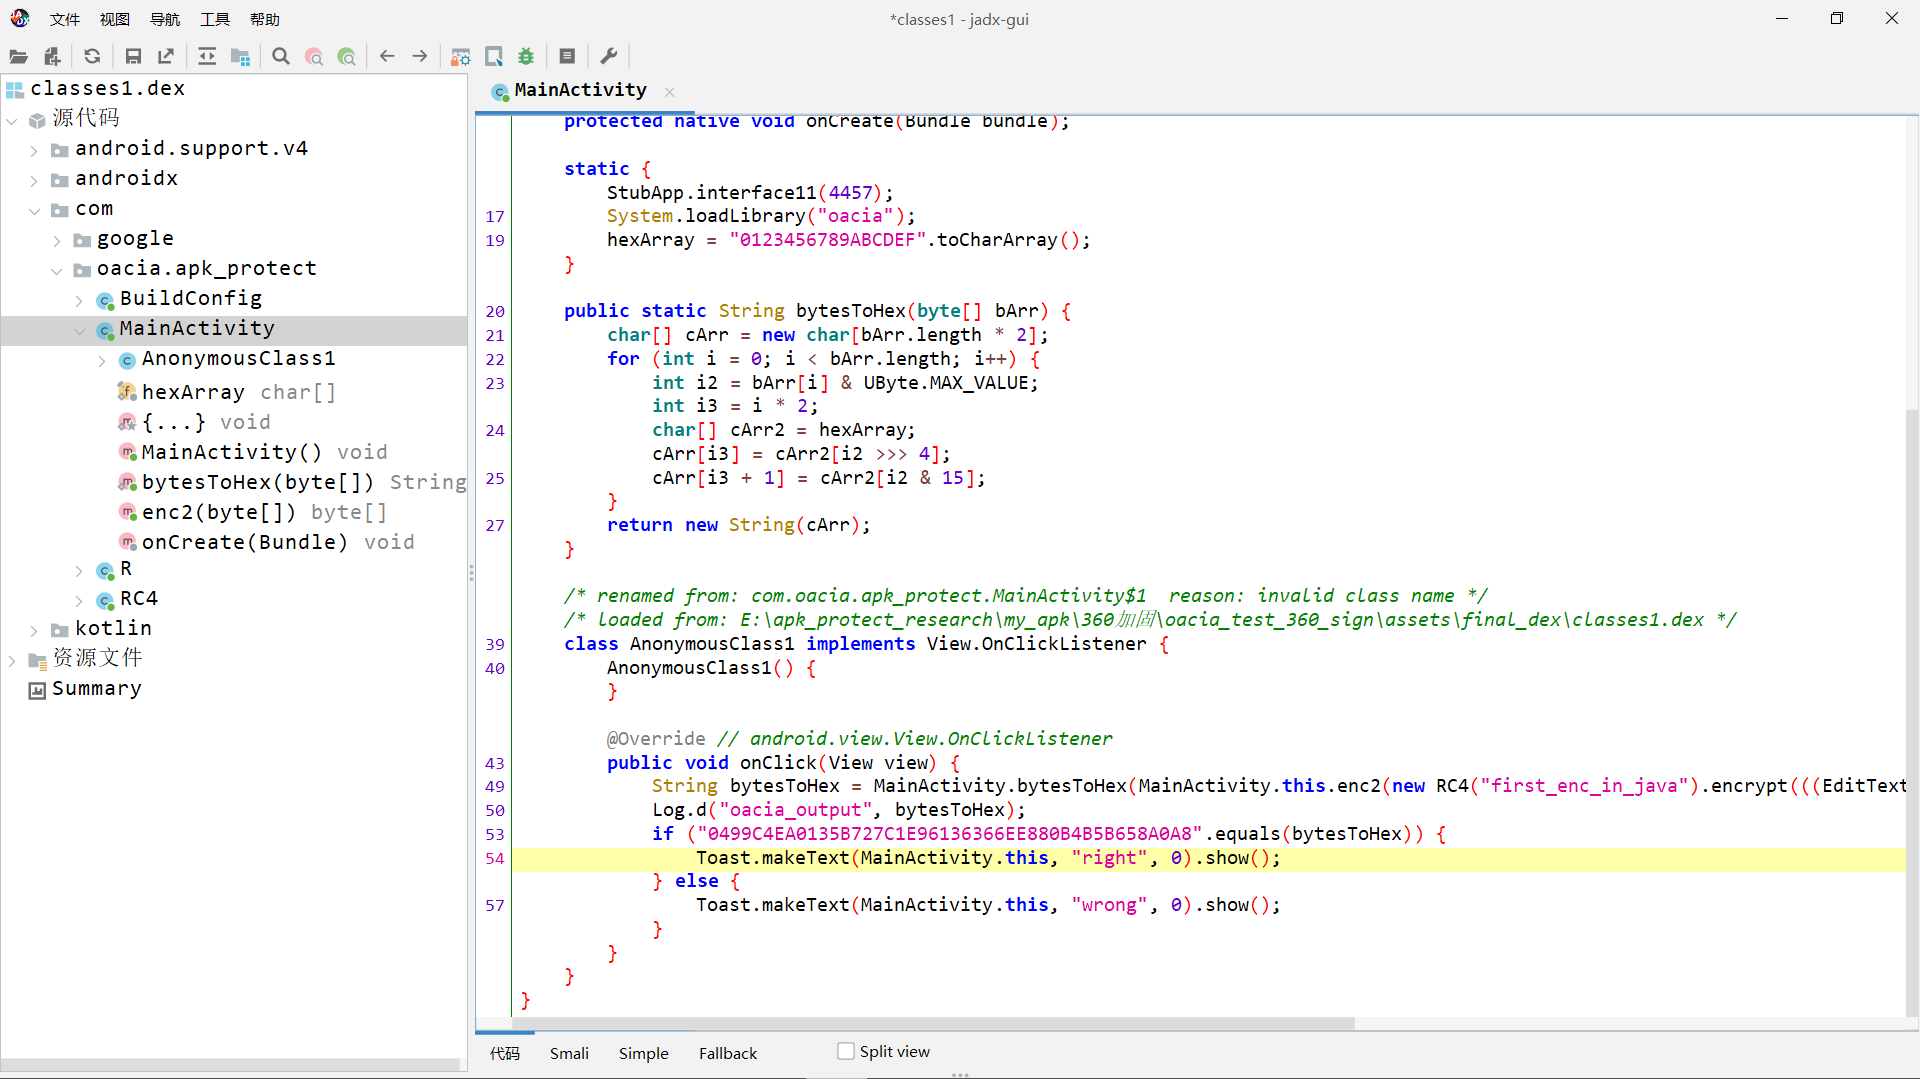 文件 视图 导航 工具 帮助
*classes1 - jadx-gui
classes1.dex
源代码
android.support.v4
androidx
com
google
oacia.apk_protect
BuildConfig
MainActivity
AnonymousClass1
hexArray char[]
{...} void
MainActivity() void
bytesToHex(byte[]) String
enc2(byte[]) byte[]
onCreate(Bundle) void
R
RC4
kotlin
资源文件
Summary
MainActivity
protected native void onCreate(Bundle bundle);
static {
StubApp.interface11(4457);
17 System.loadLibrary("oacia");
19 hexArray = "0123456789ABCDEF".toCharArray();
}
20 public static String bytesToHex(byte[] bArr) {
21 char[] cArr = new char[bArr.length * 2];
22 for (int i = 0; i < bArr.length; i++) {
23 int i2 = bArr[i] & UByte.MAX_VALUE;
int i3 = i * 2;
24 char[] cArr2 = hexArray;
cArr[i3] = cArr2[i2 >>> 4];
25 cArr[i3 + 1] = cArr2[i2 & 15];
}
27 return new String(cArr);
}
/* renamed from: com.oacia.apk_protect.MainActivity$1  reason: invalid class name */
/* loaded from: E:\apk_protect_research\my_apk\360加固\oacia_test_360_sign\assets\final_dex\classes1.dex */
39 class AnonymousClass1 implements View.OnClickListener {
40 AnonymousClass1() {
}
@Override // android.view.View.OnClickListener
43 public void onClick(View view) {
49 String bytesToHex = MainActivity.bytesToHex(MainActivity.this.enc2(new RC4("first_enc_in_java").encrypt(((EditText
50 Log.d("oacia_output", bytesToHex);
53 if ("0499C4EA0135B727C1E96136366EE880B4B5B658A0A8".equals(bytesToHex)) {
54 Toast.makeText(MainActivity.this, "right", 0).show();
} else {
57 Toast.makeText(MainActivity.this, "wrong", 0).show();
}
}
}
}
代码 Smali Simple Fallback Split view